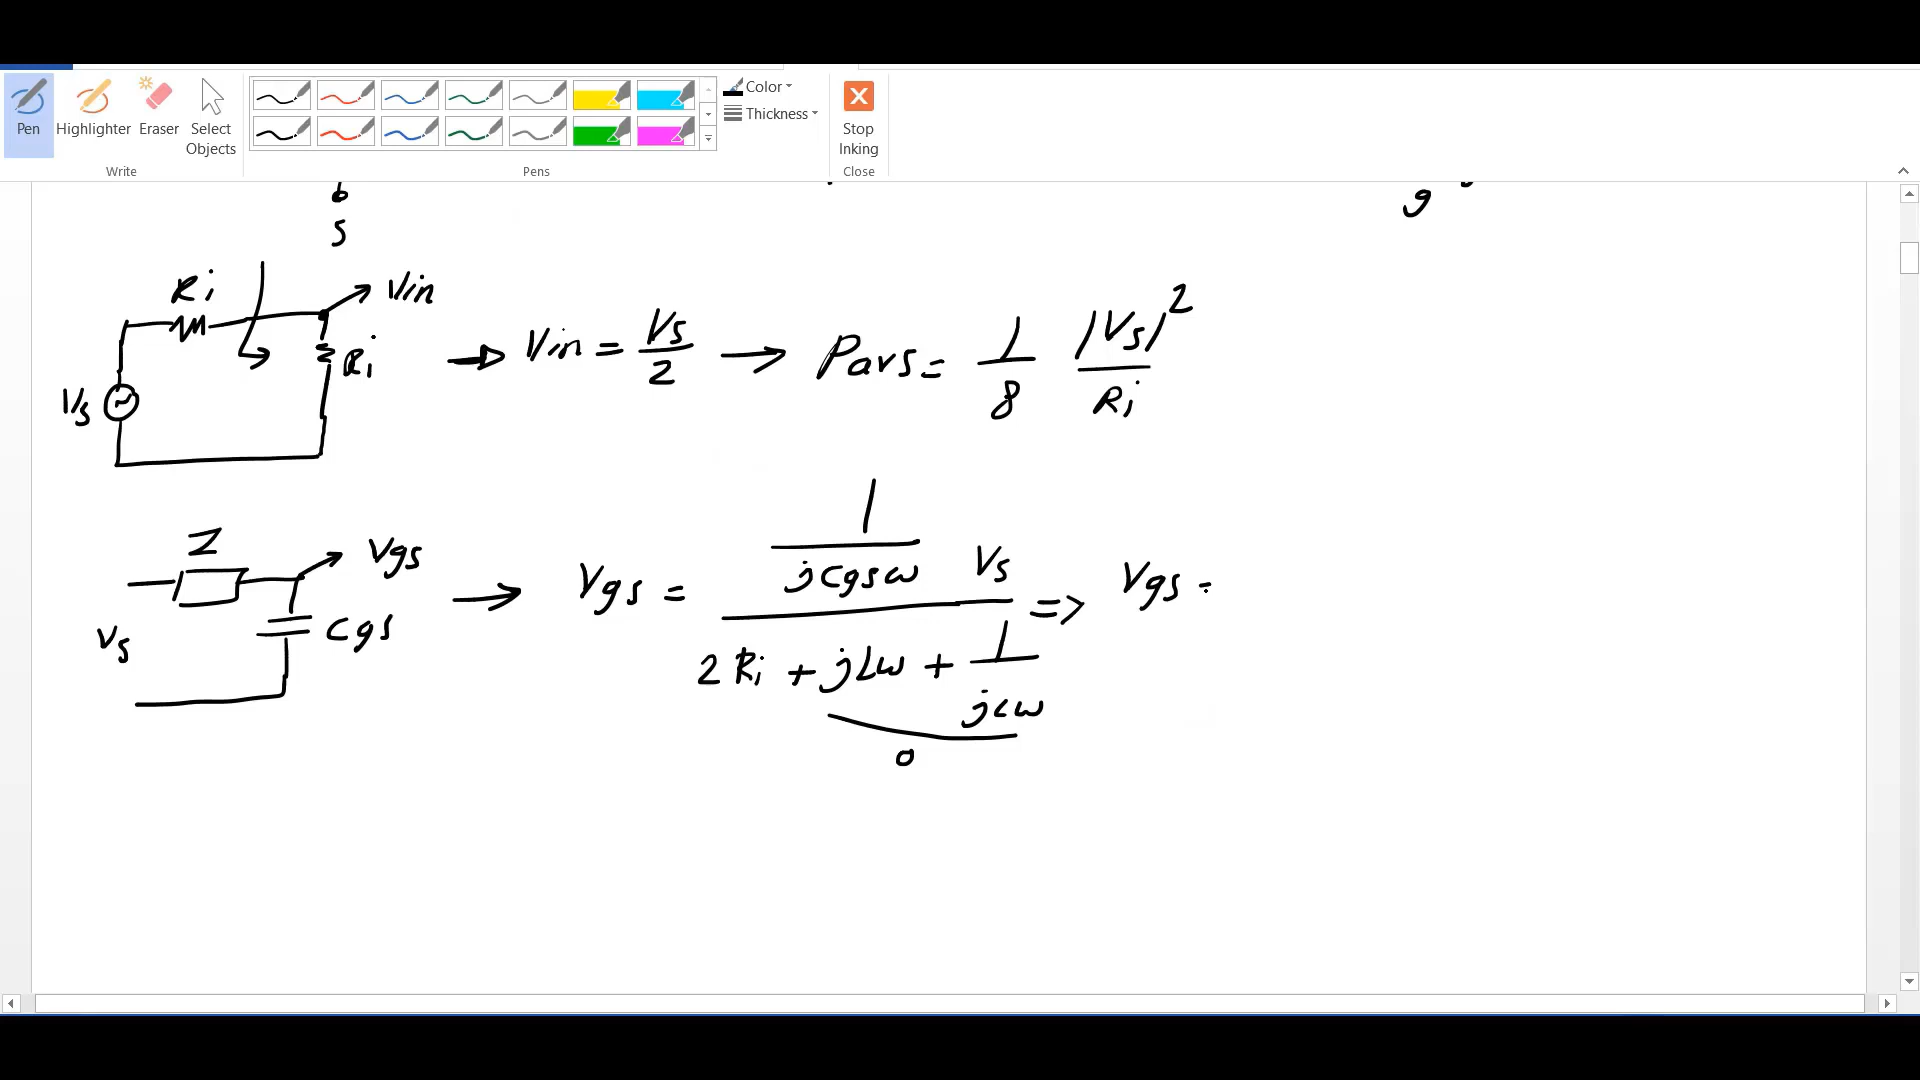 Pen
Highlighter
Eraser
Select Objects
Color
Thickness
Stop Inking
Write
Pens
Close
b
s
g
Ri
Vin
Ri
Vs
Vin = Vs/2 → Pavs = 1/8 |Vs|²/Ri
Z
Vgs
Cgs
Vs
→ Vgs = (1/jCgsω) Vs / (2Ri + jLω + 1/jCω) => Vgs =
0